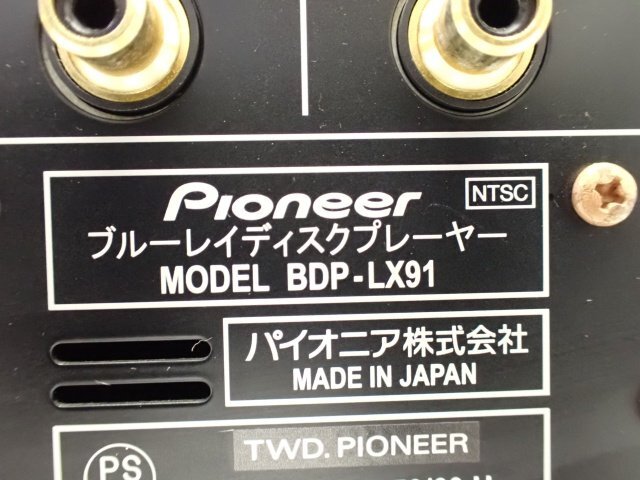 Pioneer
NTSC
ブルーレイディスクプレーヤー
MODEL BDP-LX91
パイオニア株式会社
MADE IN JAPAN
TWD. PIONEER
PS